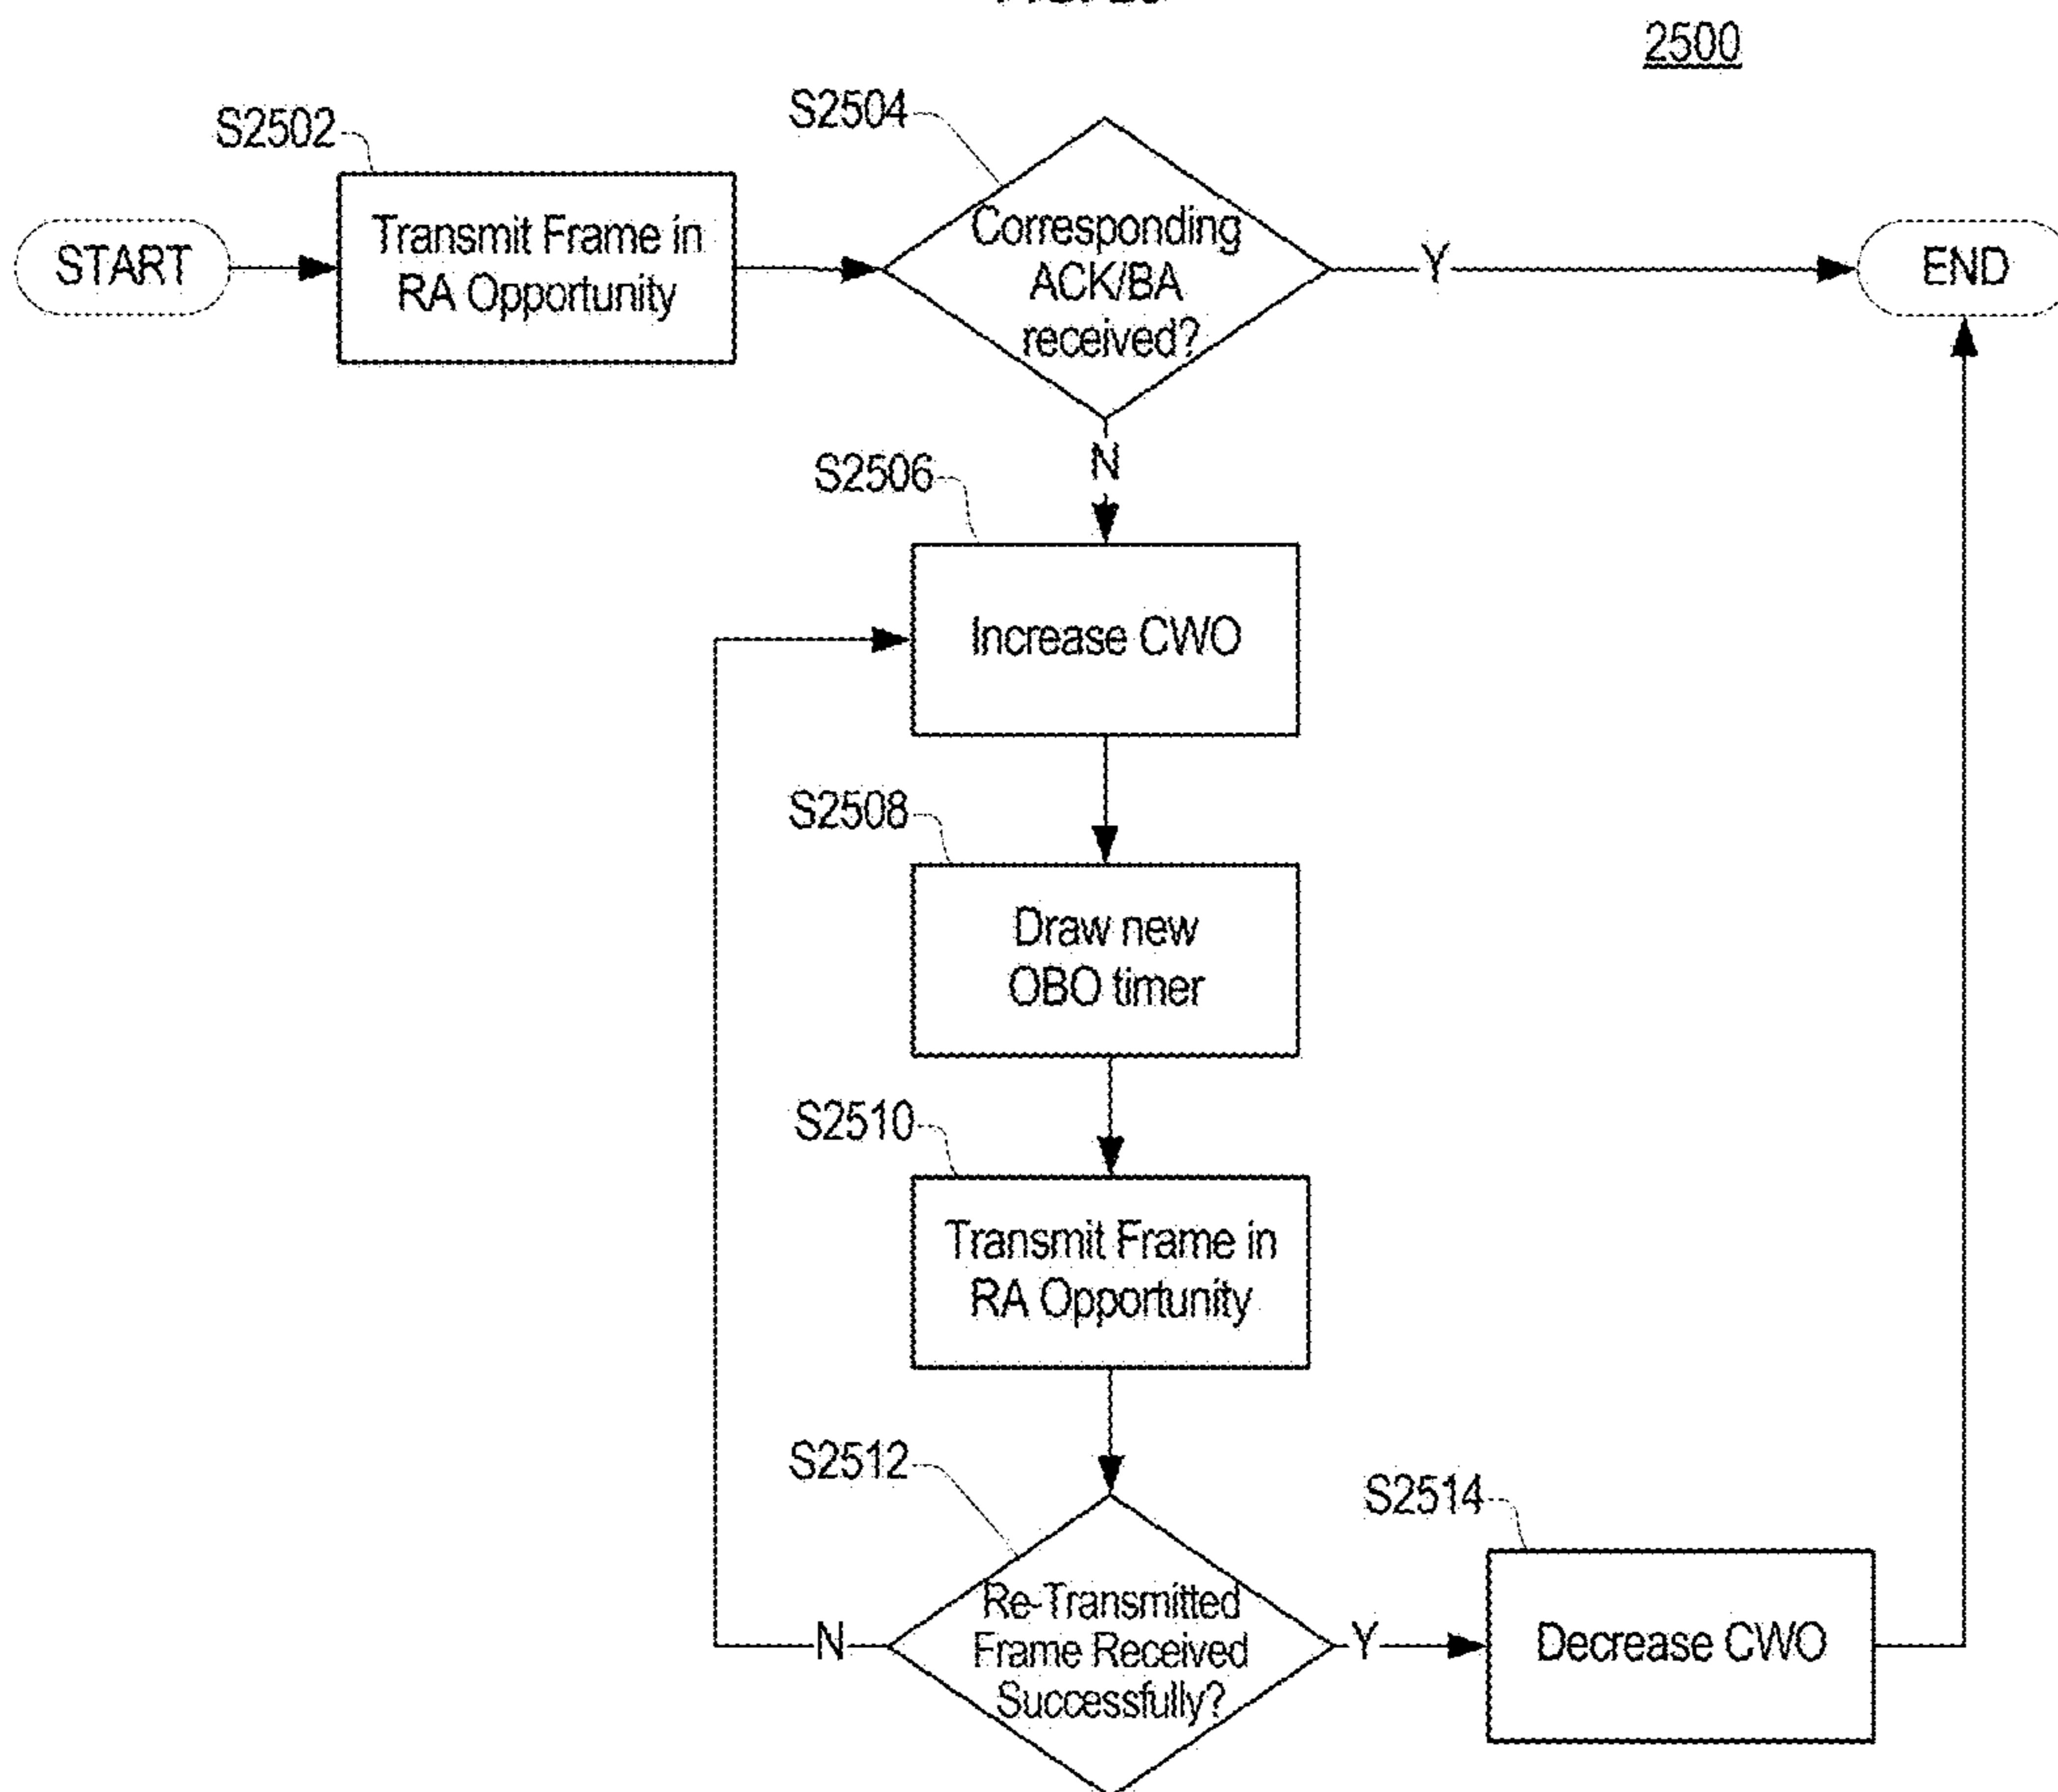 2500
S2502
S2504
START
Transmit Frame in
RA Opportunity
Corresponding
ACK/BA
received?
Y
END
N
S2506
Increase CWO
S2508
Draw new
OBO timer
S2510
Transmit Frame in
RA Opportunity
S2512
S2514
Re-Transmitted
Frame Received
Successfully?
N
Y
Decrease CWO